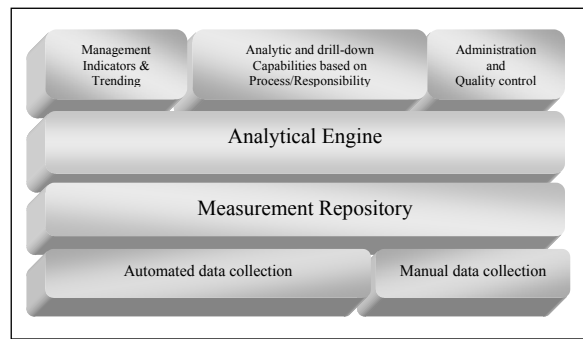 Management
Indicators &
Trending
Analytic and drill-down
Capabilities based on
Process/Responsibility
Administration
and
Quality control
Analytical Engine
Measurement Repository
Automated data collection
Manual data collection